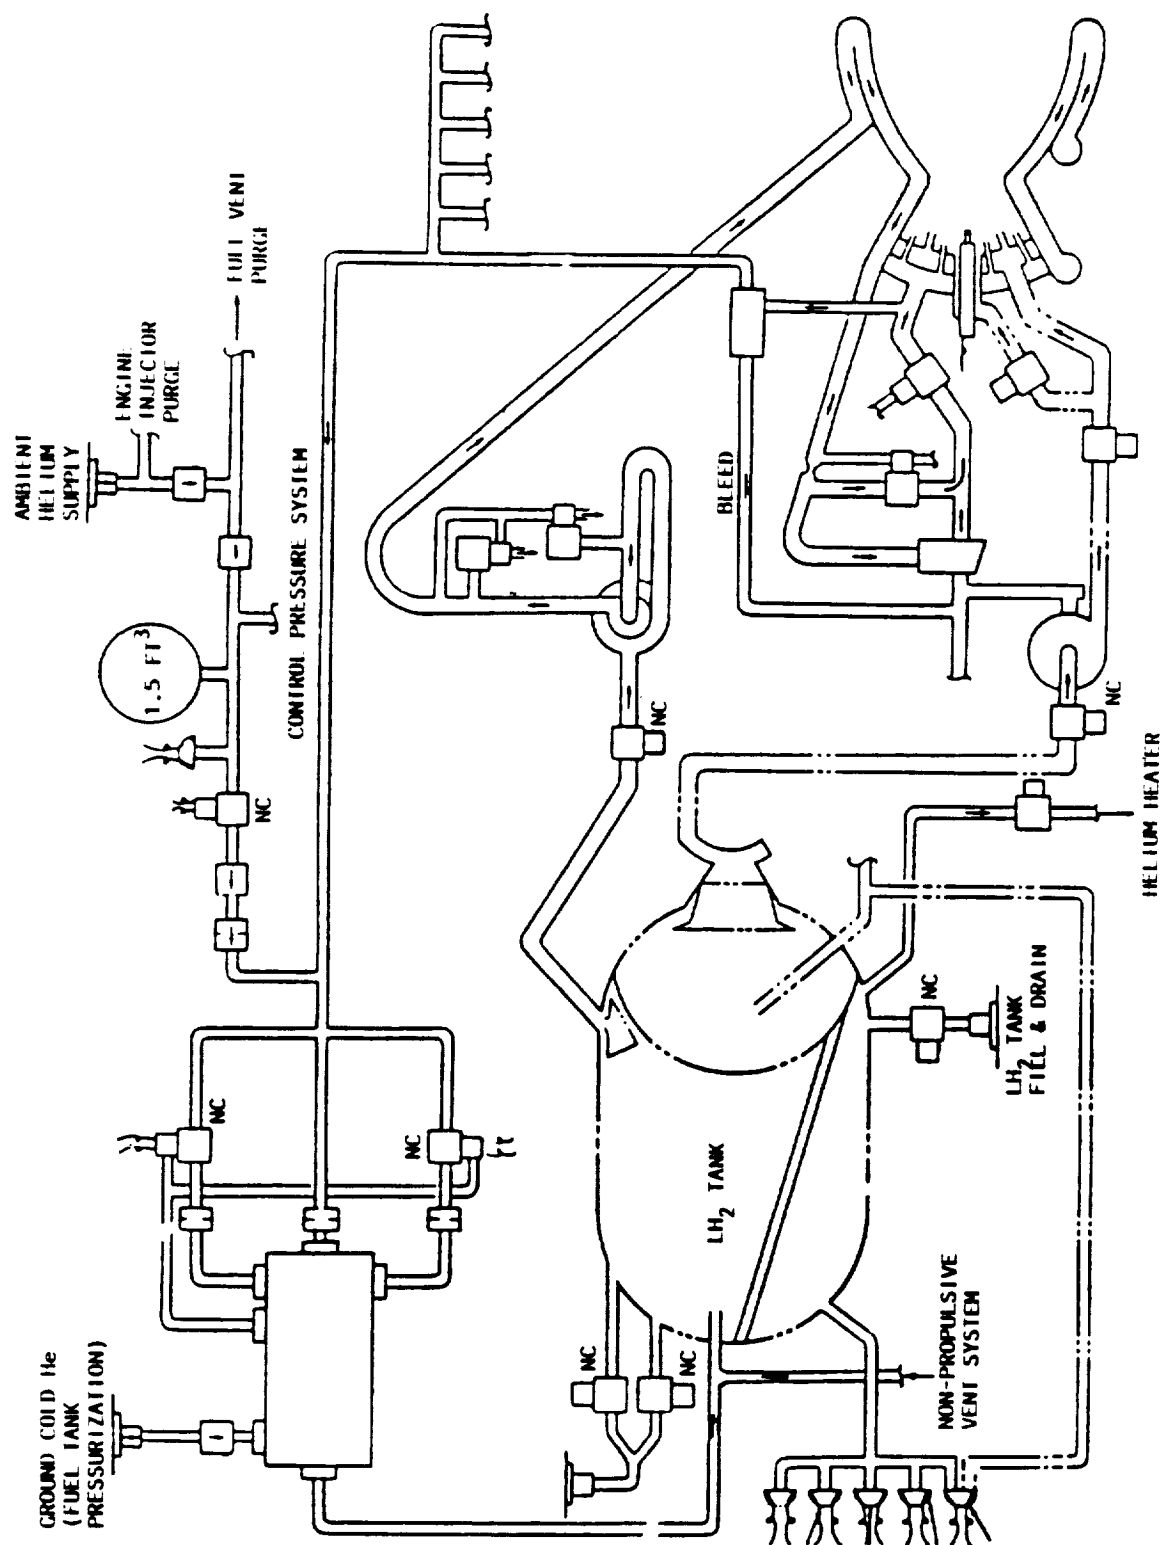 AMBIENT
HELIUM
SUPPLY
ENGINE
INJECTOR
PURGE
FUEL VENT
PURGE
1.5 FT³
NC
CONTROL PRESSURE SYSTEM
NC
NC
GROUND COLD He
(FUEL TANK
PRESSURIZATION)
BLEED
NC
NC
HELIUM HEATER
NC
LH₂ TANK
FILL & DRAIN
LH₂ TANK
NC
NC
NON-PROPULSIVE
VENT SYSTEM